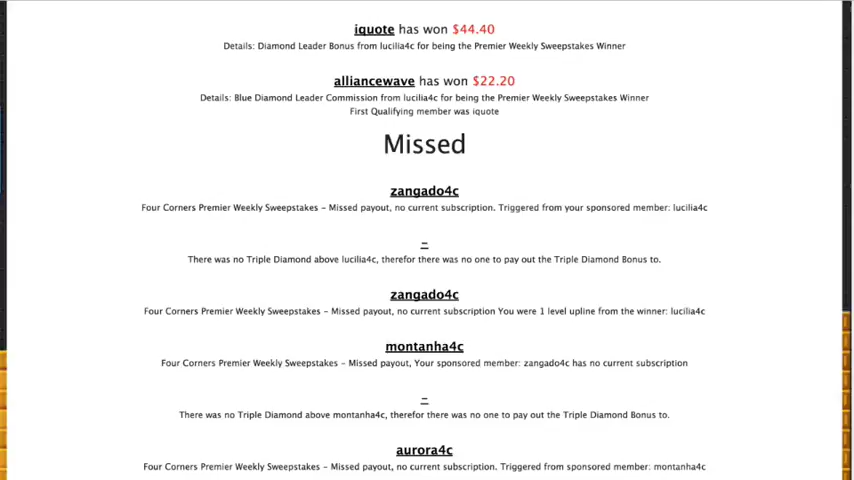 iquote has won $44.40
Details: Diamond Leader Bonus from lucilia4c for being the Premier Weekly Sweepstakes Winner
alliancewave has won $22.20
Details: Blue Diamond Leader Commission from lucilia4c for being the Premier Weekly Sweepstakes Winner
First Qualifying member was iquote
Missed
zangado4c
Four Corners Premier Weekly Sweepstakes - Missed payout, no current subscription. Triggered from your sponsored member: lucilia4c
-
There was no Triple Diamond above lucilia4c, therefor there was no one to pay out the Triple Diamond Bonus to.
zangado4c
Four Corners Premier Weekly Sweepstakes - Missed payout, no current subscription You were 1 level upline from the winner: lucilia4c
montanha4c
Four Corners Premier Weekly Sweepstakes - Missed payout, Your sponsored member: zangado4c has no current subscription
-
There was no Triple Diamond above montanha4c, therefor there was no one to pay out the Triple Diamond Bonus to.
aurora4c
Four Corners Premier Weekly Sweepstakes - Missed payout, no current subscription. Triggered from sponsored member: montanha4c